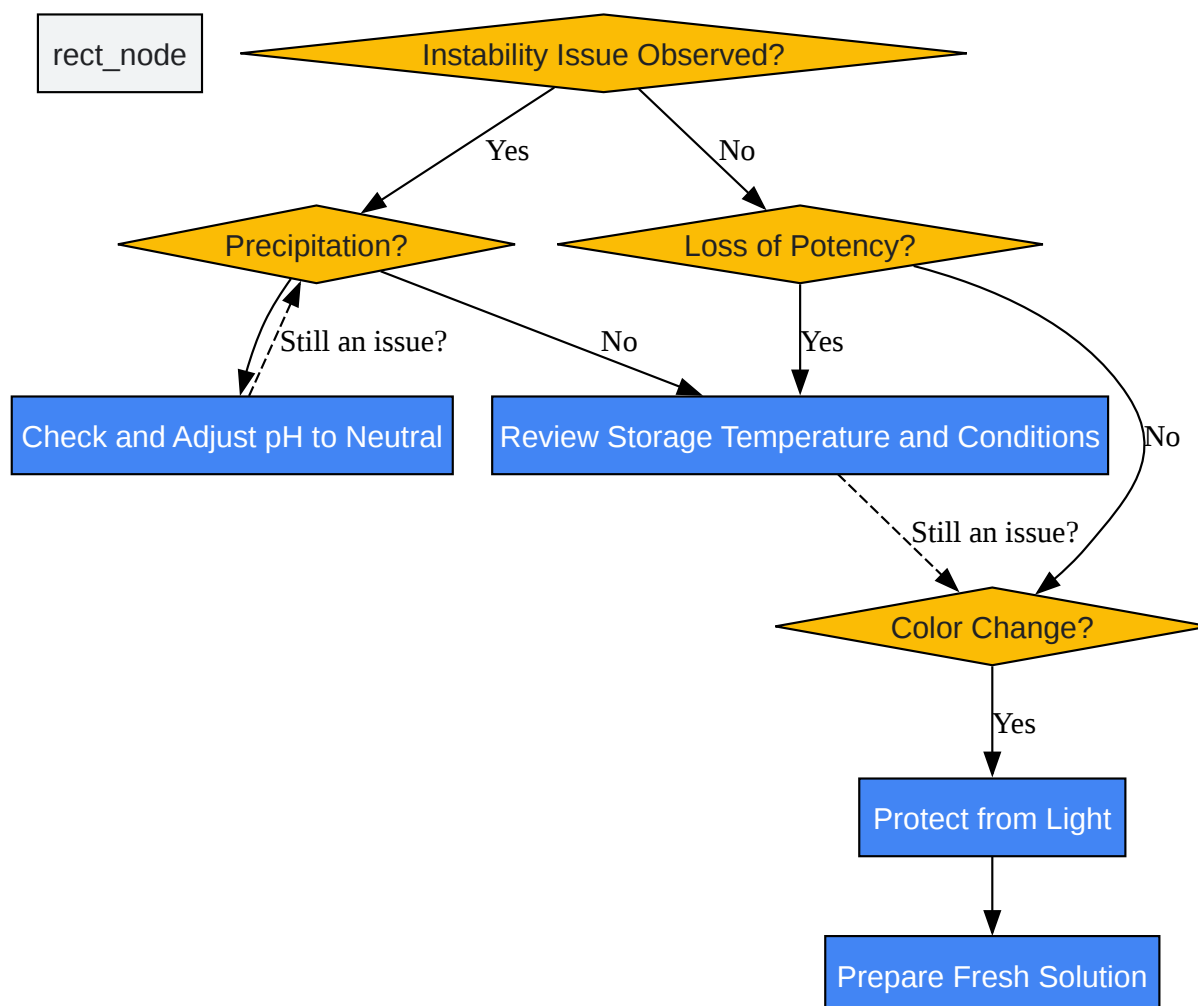 rect_node
Instability Issue Observed?
Yes
No
Precipitation?
Loss of Potency?
Still an issue?
No
Yes
Check and Adjust pH to Neutral
Review Storage Temperature and Conditions
No
Still an issue?
Color Change?
Yes
Protect from Light
Prepare Fresh Solution